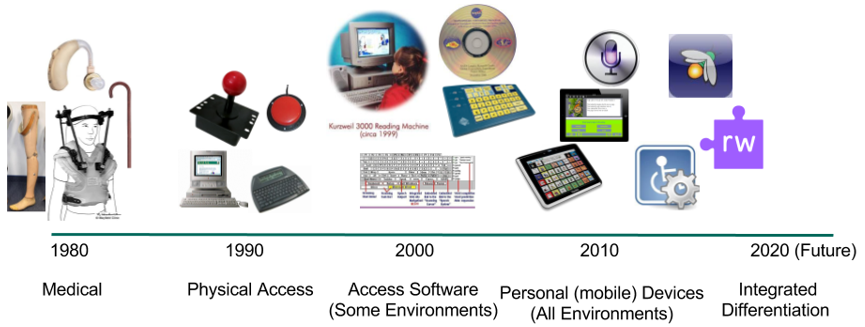 Kurzweil 3000 Reading Machine
(circa 1999)
rw
1980
1990
2000
2010
2020 (Future)
Medical
Physical Access
Access Software
(Some Environments)
Personal (mobile) Devices
(All Environments)
Integrated
Differentiation